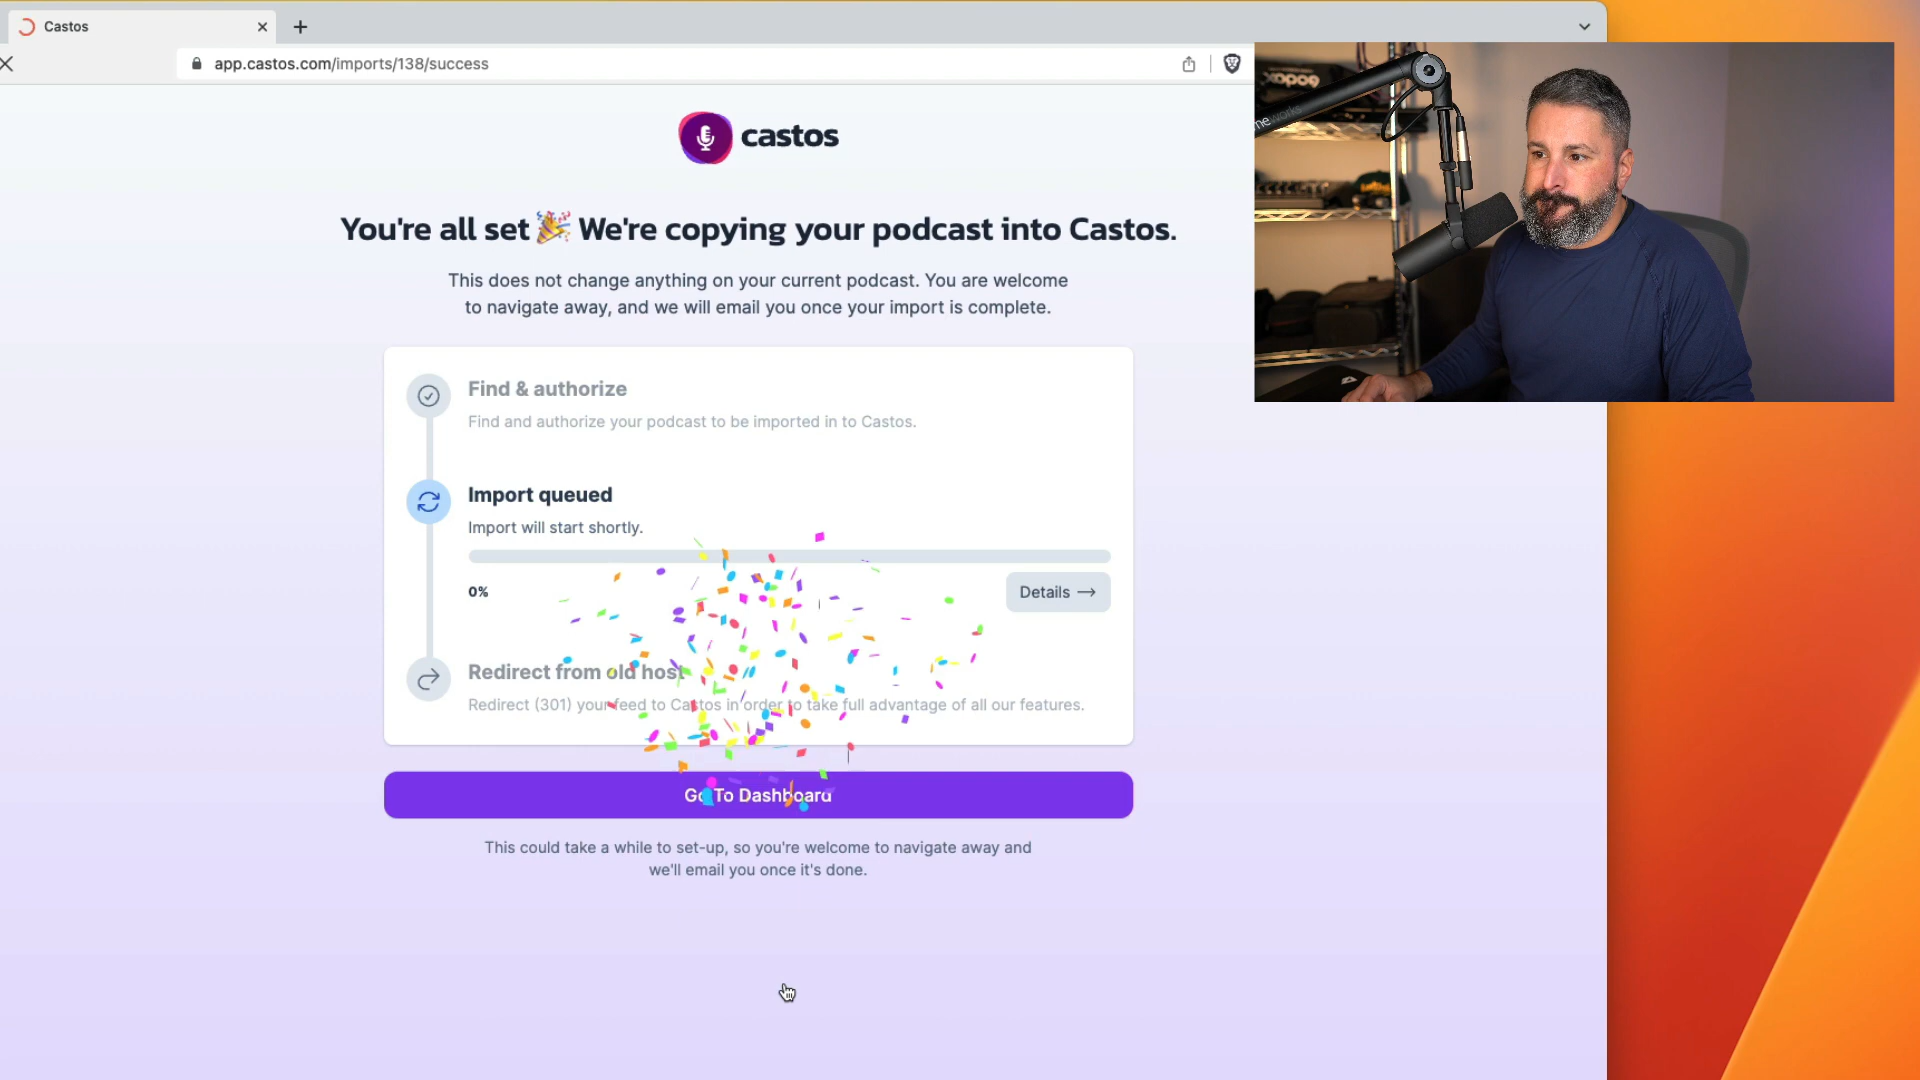 Castos
app.castos.com/imports/138/success
castos
You're all set 🎉 We're copying your podcast into Castos.
This does not change anything on your current podcast. You are welcome
to navigate away, and we will email you once your import is complete.
Find & authorize
Find and authorize your podcast to be imported in to Castos.
Import queued
Import will start shortly.
0%
Details →
Redirect from old host
Redirect (301) your feed to Castos in order to take full advantage of all our features.
Go To Dashboard
This could take a while to set-up, so you're welcome to navigate away and
we'll email you once it's done.
godox